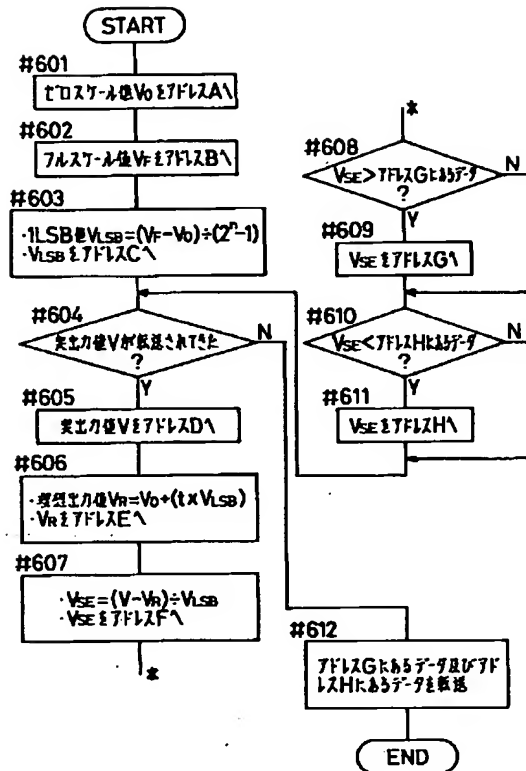 START
#601
ゼロスケール値V₀をアドレスAへ
#602
フルスケール値VFをアドレスBへ
#603
・1LSB値VLSB=(VF-V₀)÷(2ⁿ-1)
・VLSBをアドレスCへ
#604
実出力値Vが転送されてきた
?
N
Y
#605
実出力値VをアドレスDへ
#606
・理想出力値VR=V₀+(t×VLSB)
・VRをアドレスEへ
#607
・VSE=(V-VR)÷VLSB
・VSEをアドレスFへ
*
*
#608
VSE>アドレスGにあるデータ
?
N
Y
#609
VSEをアドレスGへ
#610
VSE<アドレスHにあるデータ
?
N
Y
#611
VSEをアドレスHへ
#612
アドレスGにあるデータ及びアド
レスHにあるデータを転送
END